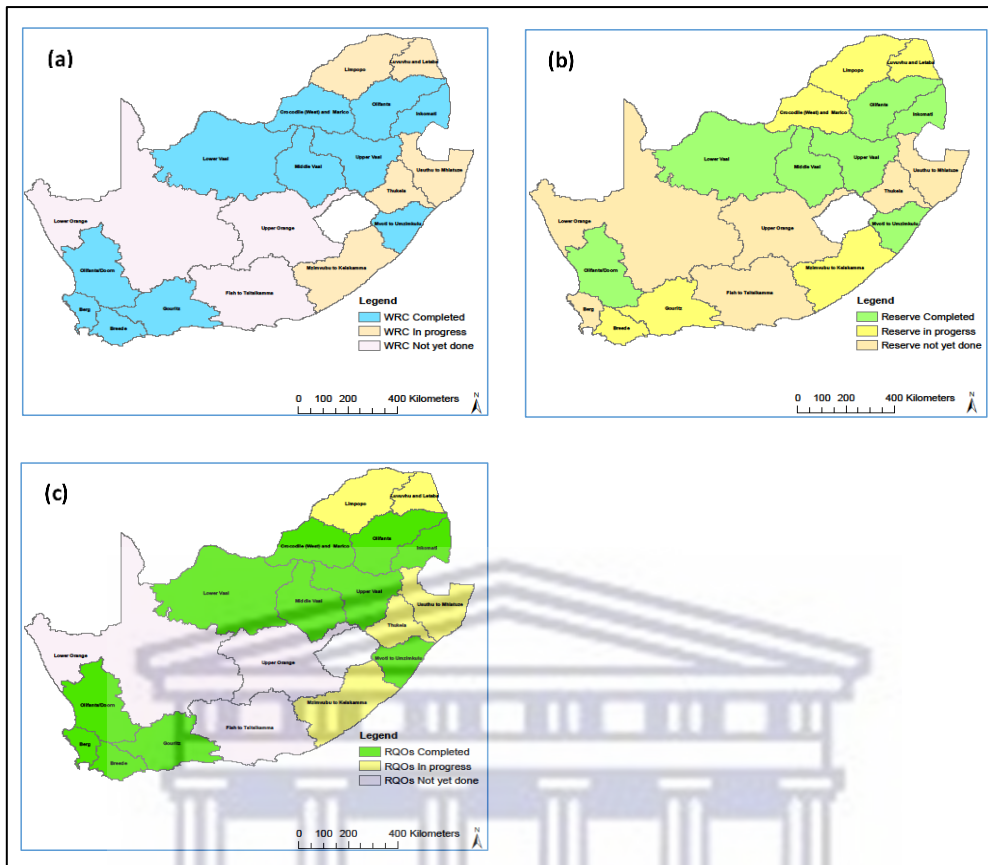 (a)
Limpopo
Luvuvhu and Letaba
Crocodile (West) and Marico
Olifants
Inkomati
Lower Vaal
Middle Vaal
Upper Vaal
Usuthu to Mhlatuze
Thukela
Mvoti to Umzimkulu
Lower Orange
Upper Orange
Olifants/Doorn
Mzimvubu to Keiskamma
Fish to Tsitsikamma
Gouritz
Berg
Breede
Legend
WRC Completed
WRC In progress
WRC Not yet done
0 100 200 400 Kilometers
N
(b)
Limpopo
Luvuvhu and Letaba
Crocodile (West) and Marico
Olifants
Inkomati
Lower Vaal
Middle Vaal
Upper Vaal
Usuthu to Mhlatuze
Thukela
Mvoti to Umzimkulu
Lower Orange
Upper Orange
Olifants/Doorn
Mzimvubu to Keiskamma
Fish to Tsitsikamma
Gouritz
Berg
Breede
Legend
Reserve Completed
Reserve in progerss
Reserve not yet done
0 100 200 400 Kilometers
N
(c)
Limpopo
Luvuvhu and Letaba
Crocodile (West) and Marico
Olifants
Inkomati
Lower Vaal
Middle Vaal
Upper Vaal
Usuthu to Mhlatuze
Thukela
Mvoti to Umzimkulu
Lower Orange
Upper Orange
Olifants/Doorn
Mzimvubu to Keiskamma
Fish to Tsitsikamma
Gouritz
Berg
Breede
Legend
RQOs Completed
RQOs In progress
RQOs Not yet done
0 100 200 400 Kilometers
N